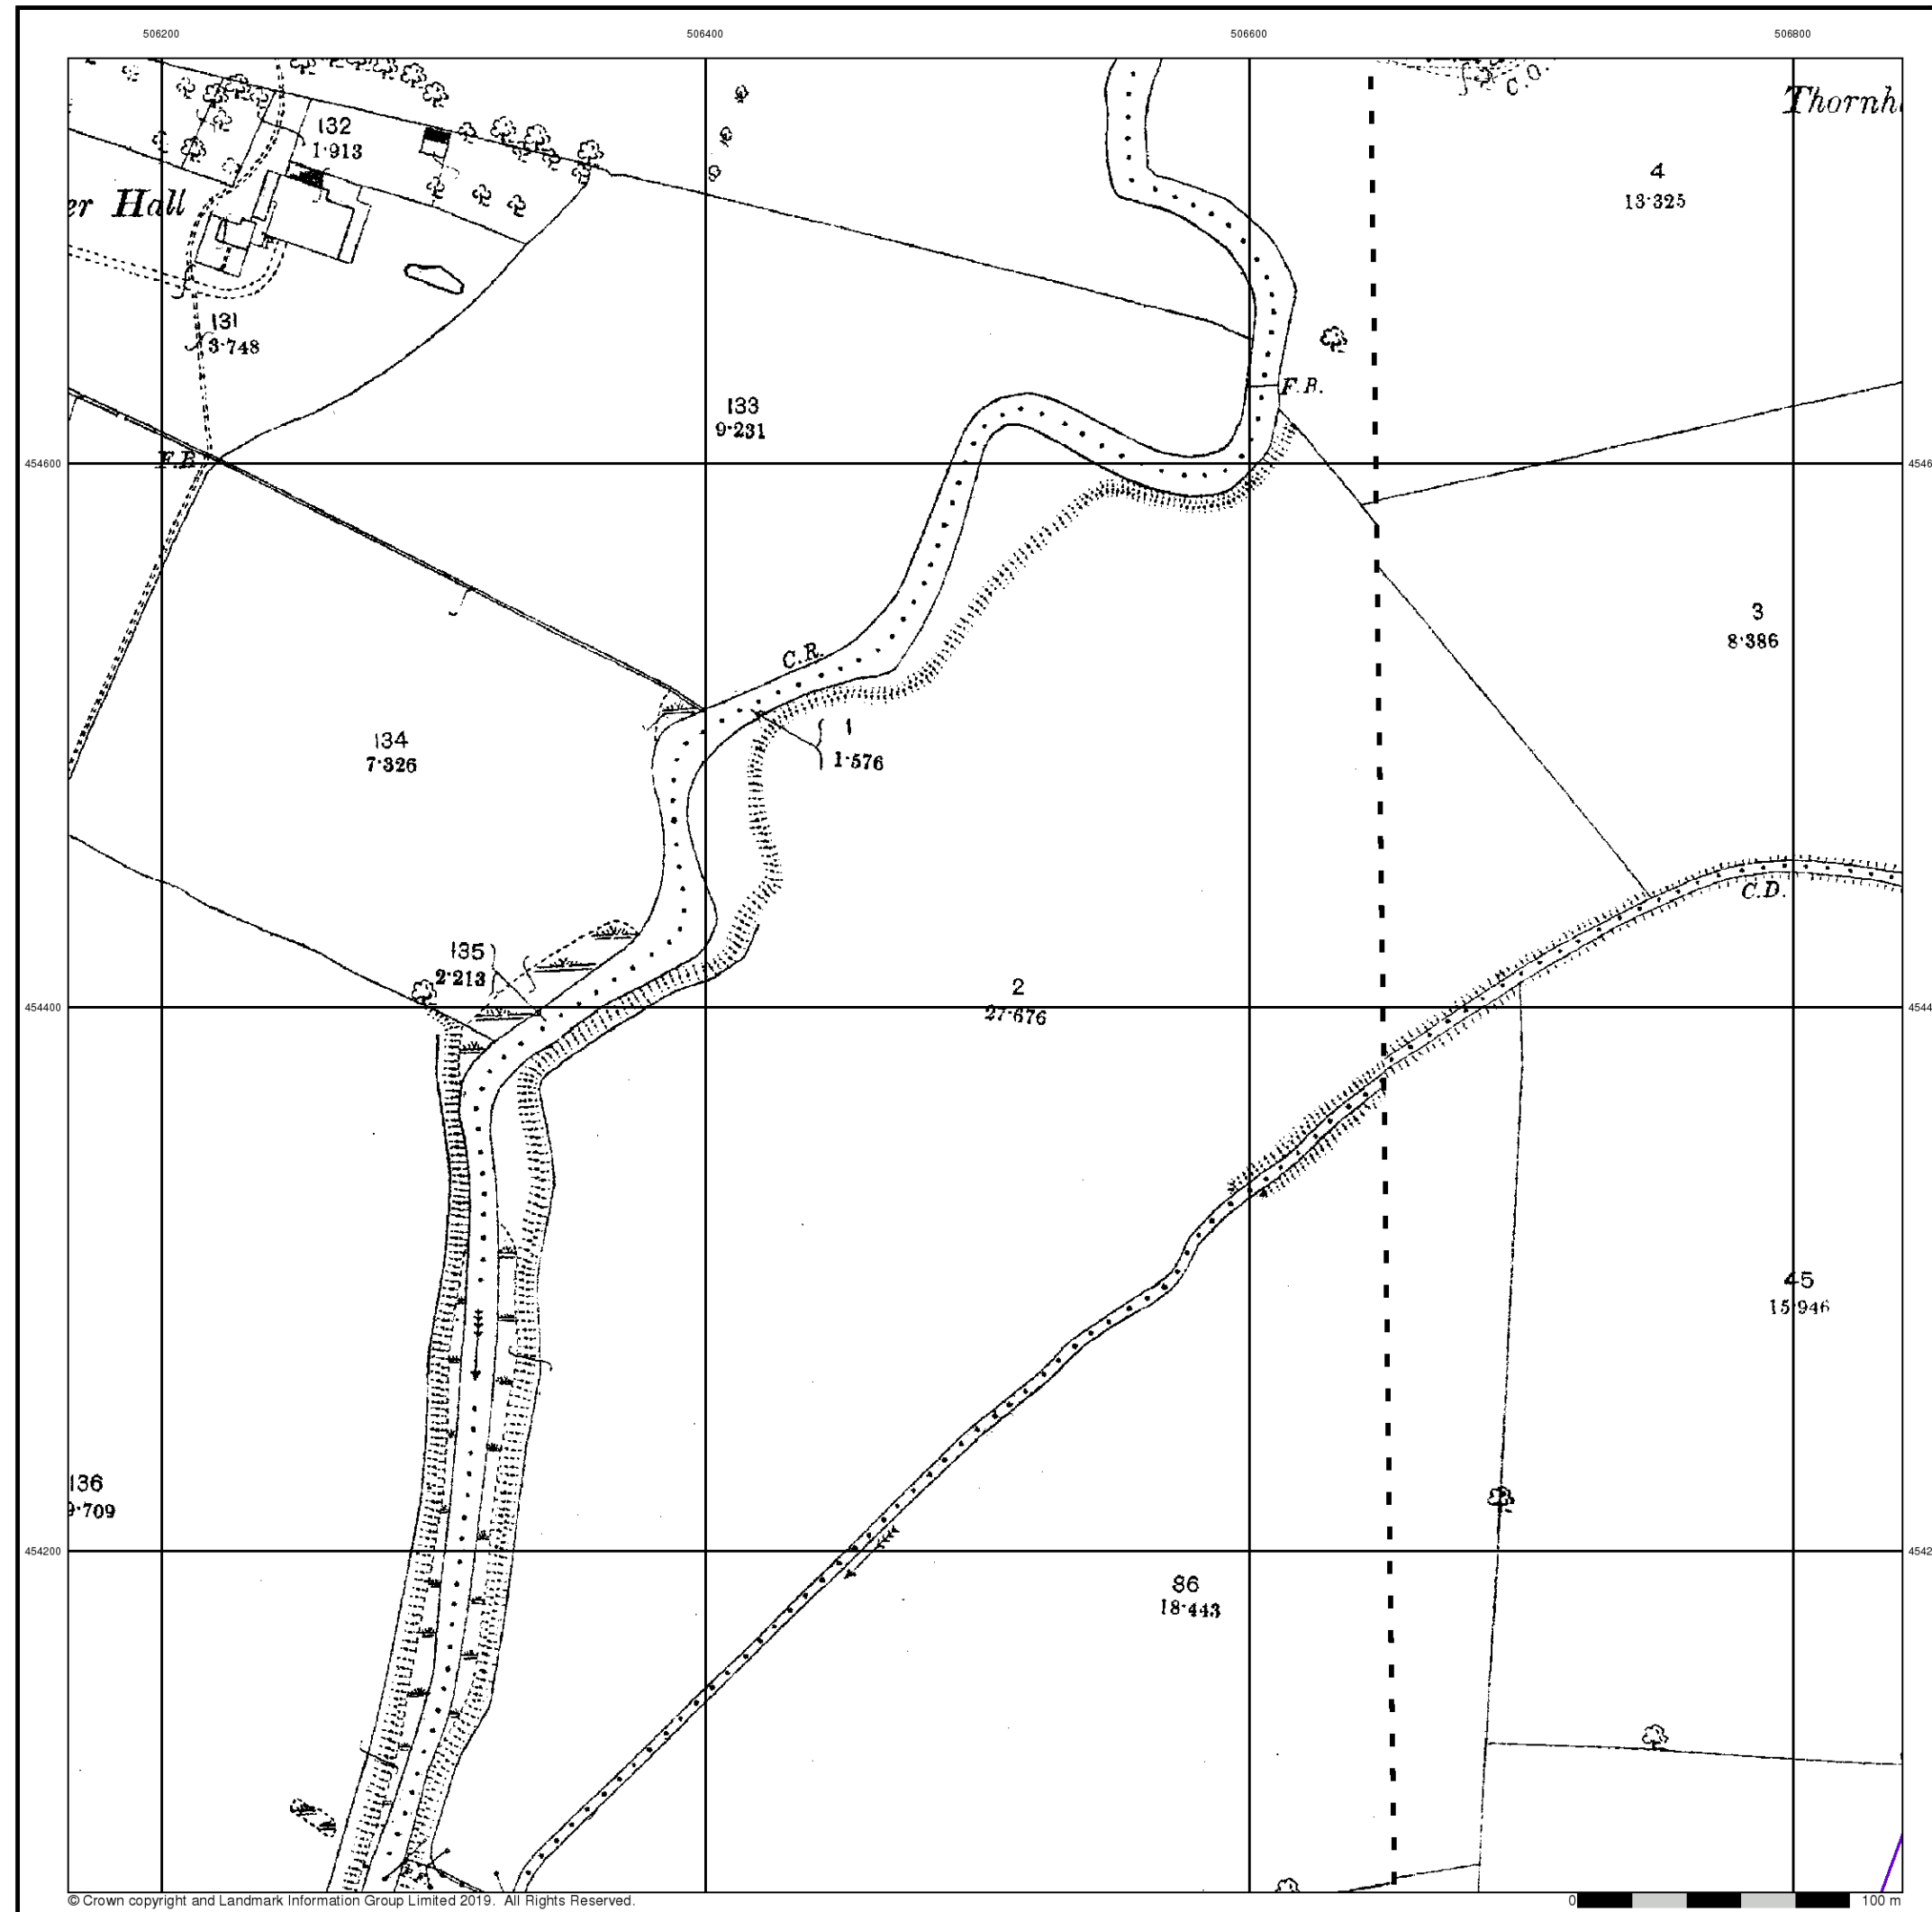 506200 506400 506600 506800
C.O.
Thornh
132
1·913
4
13·325
er Hall
131
3·748
F.B.
133
9·231
454600 F.B. 4546
3
8·386
C.R.
134
7·326
1
1·576
C.D.
135
2·213
2
27·676
454400 4544
45
15·946
136
9·709
454200 4542
86
18·443
© Crown copyright and Landmark Information Group Limited 2019. All Rights Reserved.
0 100 m